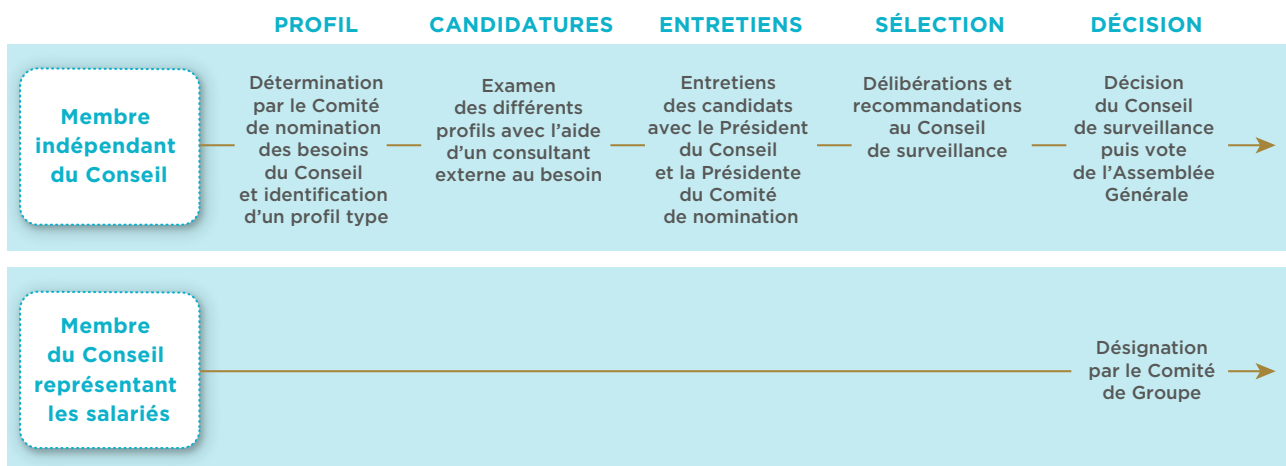 PROFIL
CANDIDATURES
ENTRETIENS
SÉLECTION
DÉCISION
Membre
indépendant
du Conseil
Détermination
par le Comité
de nomination
des besoins
du Conseil
et identification
d'un profil type
Examen
des différents
profils avec l'aide
d'un consultant
externe au besoin
Entretiens
des candidats
avec le Président
du Conseil
et la Présidente
du Comité
de nomination
Délibérations et
recommandations
au Conseil
de surveillance
Décision
du Conseil
de surveillance
puis vote
de l'Assemblée
Générale
Membre
du Conseil
représentant
les salariés
Désignation
par le Comité
de Groupe